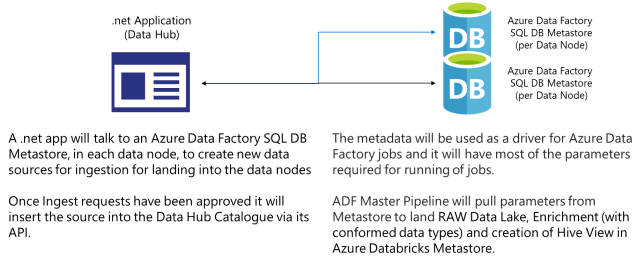 .net Application
(Data Hub)
DB
Azure Data Factory
SQL DB Metastore
(per Data Node)
DB
Azure Data Factory
SQL DB Metastore
(per Data Node)
A .net app will talk to an Azure Data Factory SQL DB
Metastore, in each data node, to create new data
sources for ingestion for landing into the data nodes
Once Ingest requests have been approved it will
insert the source into the Data Hub Catalogue via its
API.
The metadata will be used as a driver for Azure Data
Factory jobs and it will have most of the parameters
required for running of jobs.
ADF Master Pipeline will pull parameters from
Metastore to land RAW Data Lake, Enrichment (with
conformed data types) and creation of Hive View in
Azure Databricks Metastore.